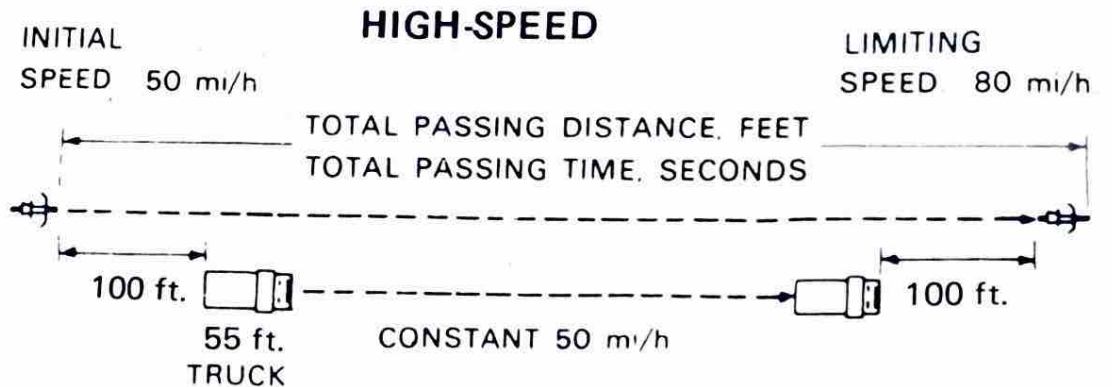 HIGH-SPEED
INITIAL
SPEED 50 mi/h
LIMITING
SPEED 80 mi/h
TOTAL PASSING DISTANCE, FEET
TOTAL PASSING TIME, SECONDS
100 ft.
100 ft.
55 ft.
TRUCK
CONSTANT 50 mi/h